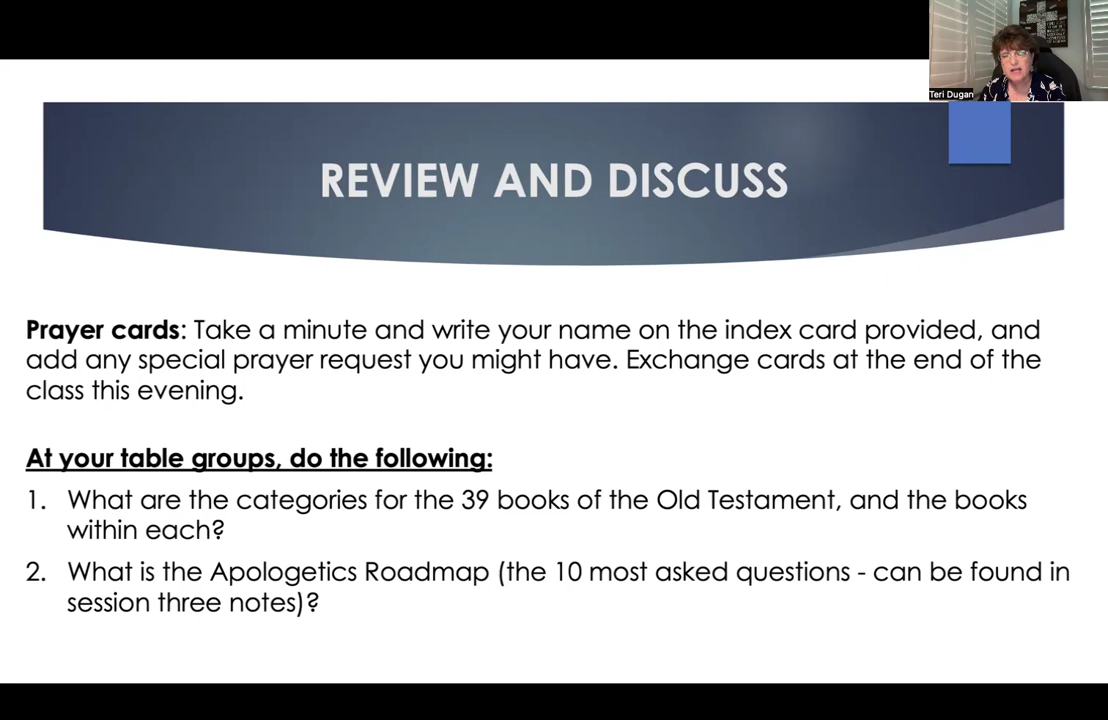 Teri Dugan
REVIEW AND DISCUSS
Prayer cards: Take a minute and write your name on the index card provided, and
add any special prayer request you might have. Exchange cards at the end of the
class this evening.
At your table groups, do the following:
1. What are the categories for the 39 books of the Old Testament, and the books
within each?
2. What is the Apologetics Roadmap (the 10 most asked questions - can be found in
session three notes)?